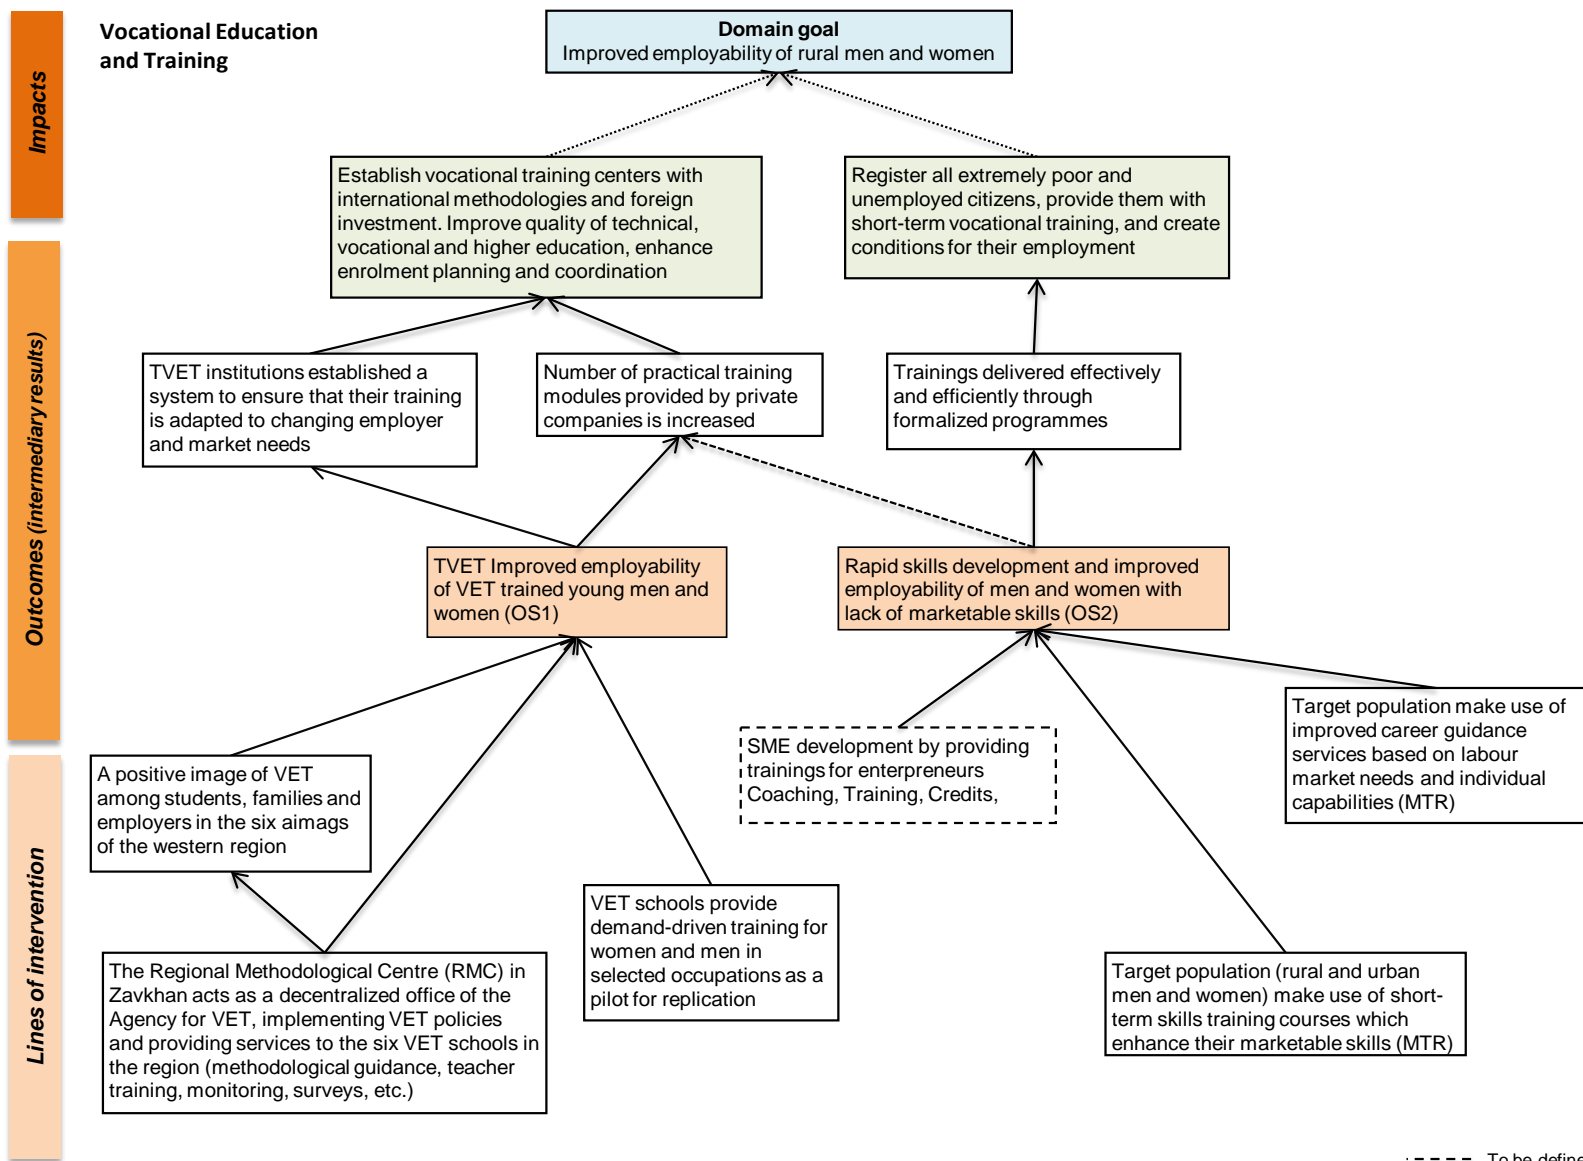 Vocational Education
and Training
Domain goal
Improved employability of rural men and women
Impacts
Establish vocational training centers with
international methodologies and foreign
investment. Improve quality of technical,
vocational and higher education, enhance
enrolment planning and coordination
Register all extremely poor and
unemployed citizens, provide them with
short-term vocational training, and create
conditions for their employment
Outcomes (intermediary results)
TVET institutions established a
system to ensure that their training
is adapted to changing employer
and market needs
Number of practical training
modules provided by private
companies is increased
Trainings delivered effectively
and efficiently through
formalized programmes
TVET Improved employability
of VET trained young men and
women (OS1)
Rapid skills development and improved
employability of men and women with
lack of marketable skills (OS2)
Target population make use of
improved career guidance
services based on labour
market needs and individual
capabilities (MTR)
SME development by providing
trainings for enterpreneurs
Coaching, Training, Credits,
Lines of intervention
A positive image of VET
among students, families and
employers in the six aimags
of the western region
VET schools provide
demand-driven training for
women and men in
selected occupations as a
pilot for replication
The Regional Methodological Centre (RMC) in
Zavkhan acts as a decentralized office of the
Agency for VET, implementing VET policies
and providing services to the six VET schools in
the region (methodological guidance, teacher
training, monitoring, surveys, etc.)
Target population (rural and urban
men and women) make use of short-
term skills training courses which
enhance their marketable skills (MTR)
To be define